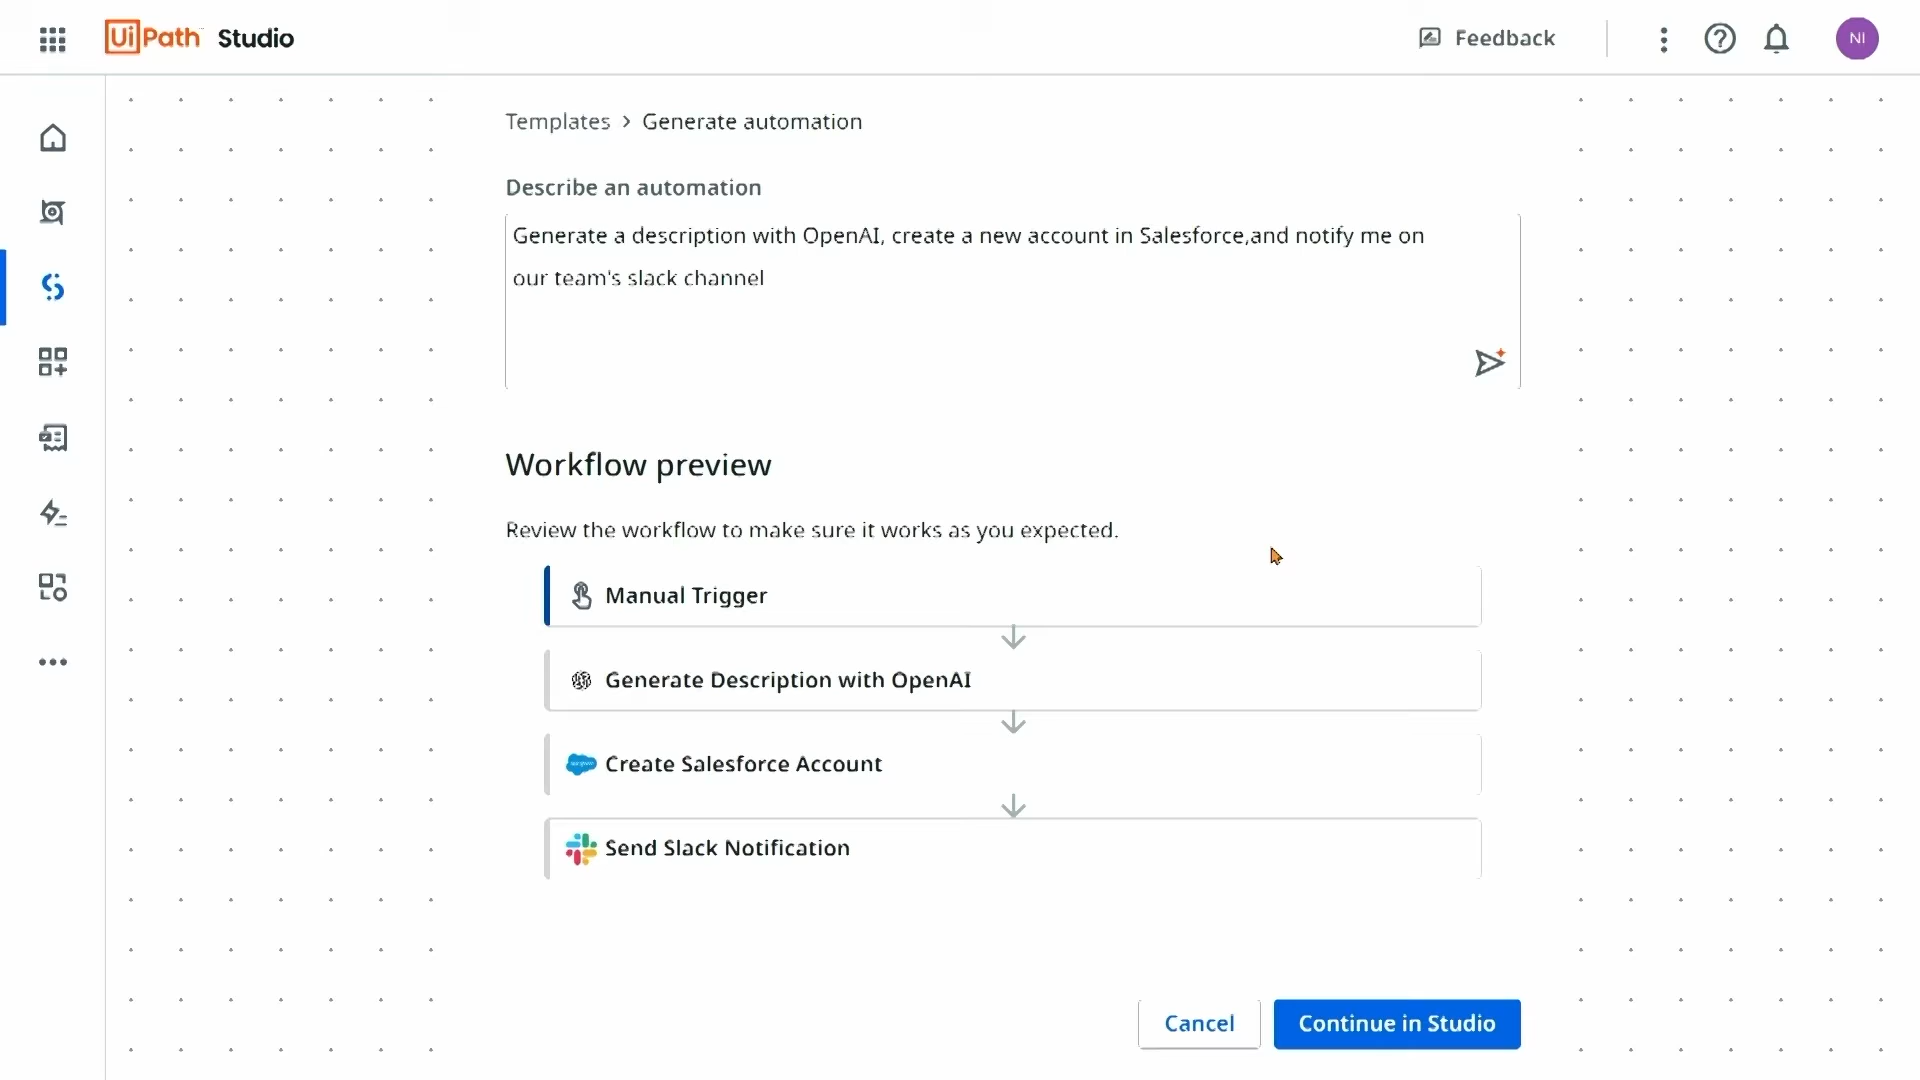 UiPath Studio
Feedback
NI
Templates > Generate automation
Describe an automation
Generate a description with OpenAI, create a new account in Salesforce,and notify me on
our team's slack channel
Workflow preview
Review the workflow to make sure it works as you expected.
Manual Trigger
Generate Description with OpenAI
Create Salesforce Account
Send Slack Notification
Cancel
Continue in Studio